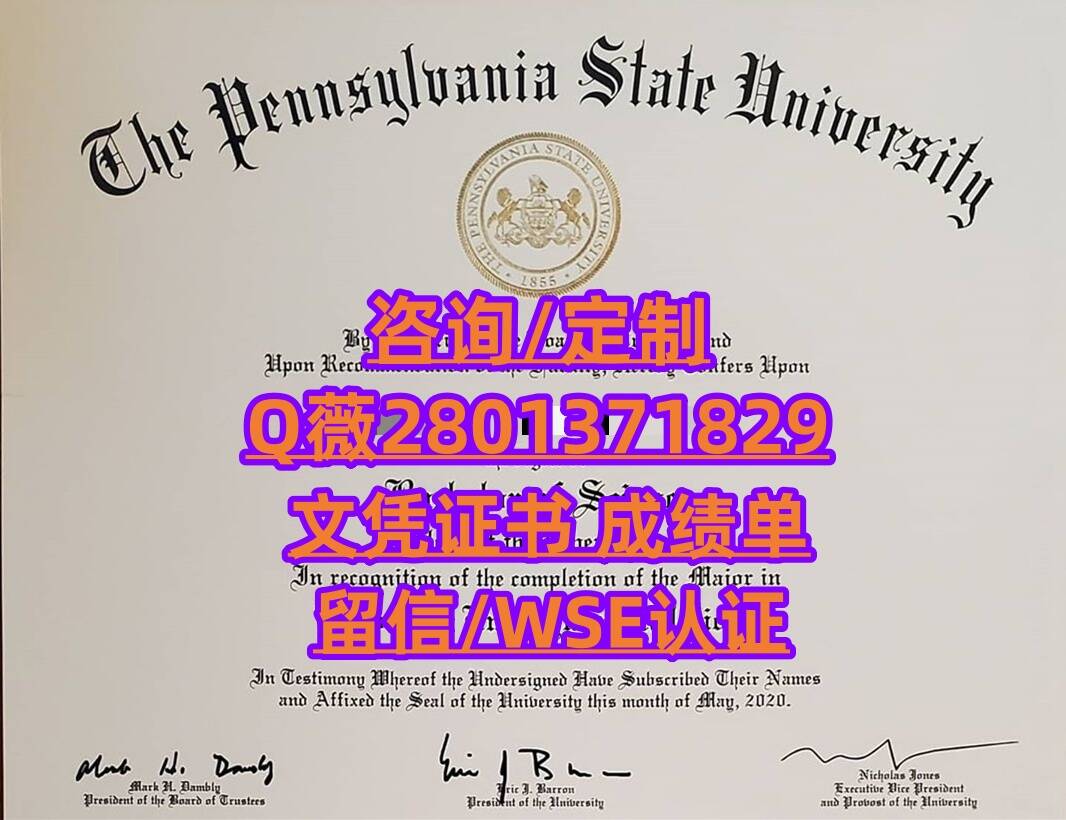 The Pennsylvania State University
THE PENNSYLVANIA STATE UNIVERSITY
1855
咨询/定制
By
Upon Hereby Confers Upon
Q薇2801371829
文凭证书 成绩单
In recognition of the completion of the Major in
留信/WSE认证
In Testimony Whereof the Undersigned Have Subscribed Their Names
and Affixed the Seal of the University this month of May, 2020.
Mark H. Dambly
President of the Board of Trustees
Eric J. Barron
President of the University
Nicholas Jones
Executive Vice President
and Provost of the University